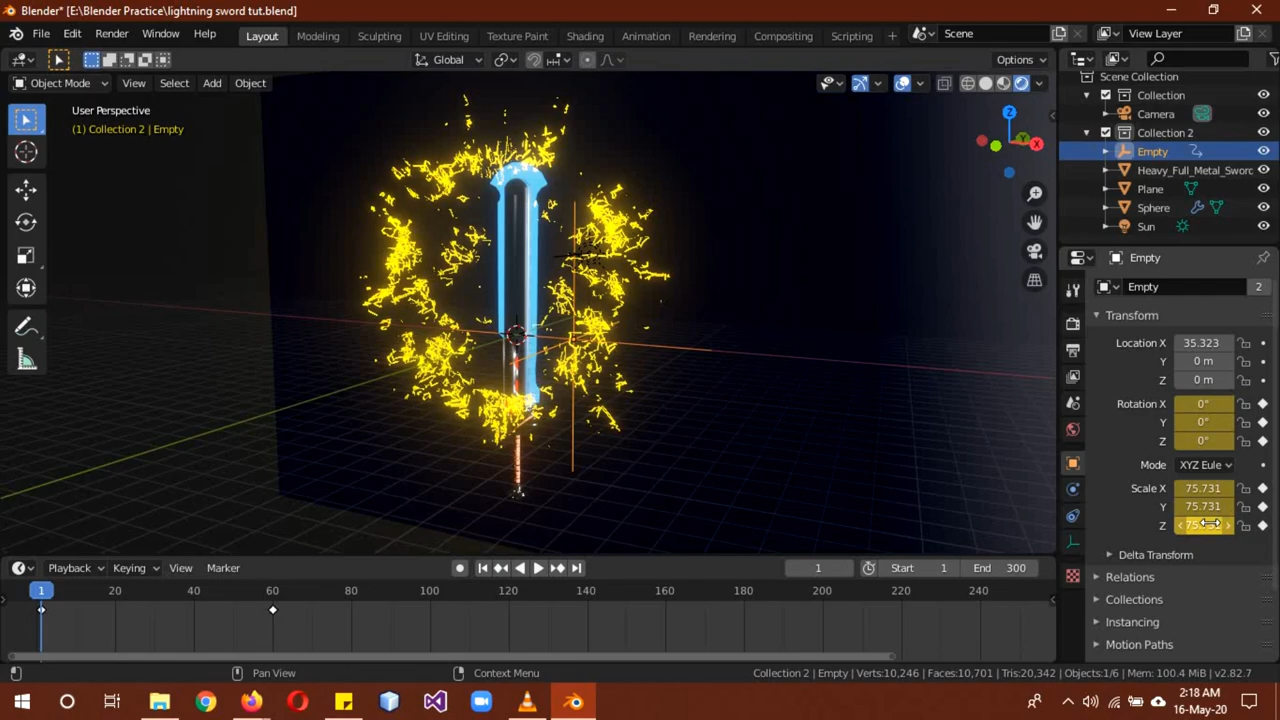 Blender* [E:\Blender Practice\lightning sword tut.blend]
File Edit Render Window Help Layout Modeling Sculpting UV Editing Texture Paint Shading Animation Rendering Compositing Scripting Scene View Layer
Global Options
Object Mode View Select Add Object
User Perspective
(1) Collection 2 | Empty
X
Scene Collection
Collection
Camera
Collection 2
Empty
Heavy_Full_Metal_Sword
Plane
Sphere
Sun
Empty
Empty 2
Transform
Location X 35.323
Y 0 m
Z 0 m
Rotation X 0°
Y 0°
Z 0°
Mode XYZ Eule
Scale X 75.731
Y 75.731
Z
Delta Transform
Relations
Collections
Instancing
Motion Paths
Playback Keying View Marker 1 Start 1 End 300
1 20 40 60 80 100 120 140 160 180 200 220 240
Pan View Context Menu Collection 2 | Empty | Verts:10,246 | Faces:10,701 | Tris:20,342 | Objects:1/6 | Mem: 100.4 MiB | v2.82.7
2:18 AM
16-May-20